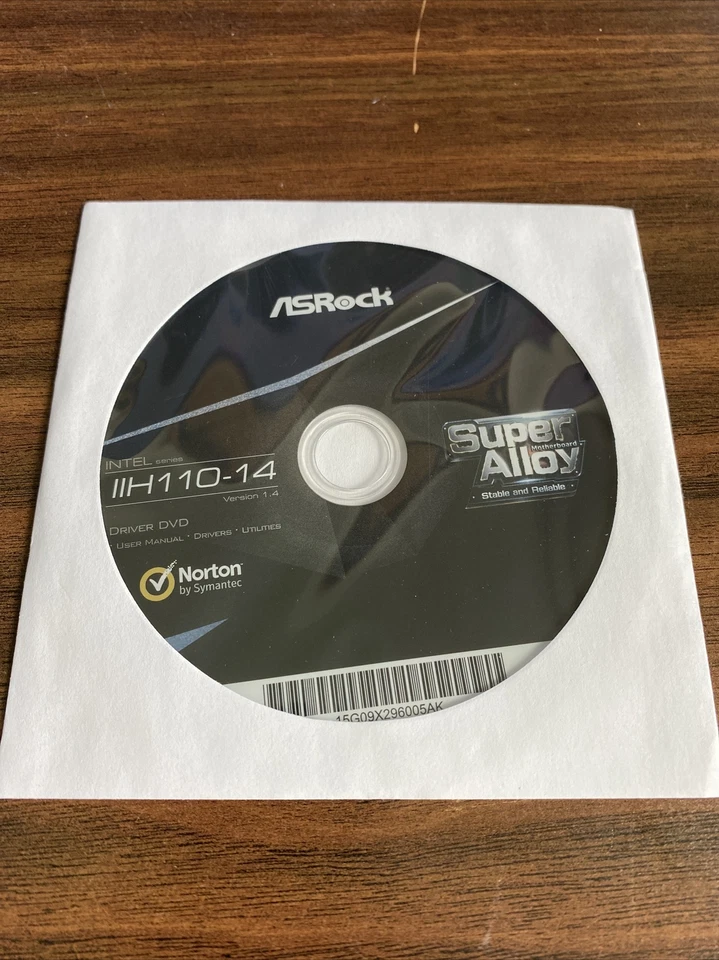 ASRock
INTEL series
IIH110-14
Version 1.4
DRIVER DVD
USER MANUAL · DRIVERS · UTILITIES
Norton
by Symantec
Super
Alloy
Motherboard
Stable and Reliable
15G09X296005AK